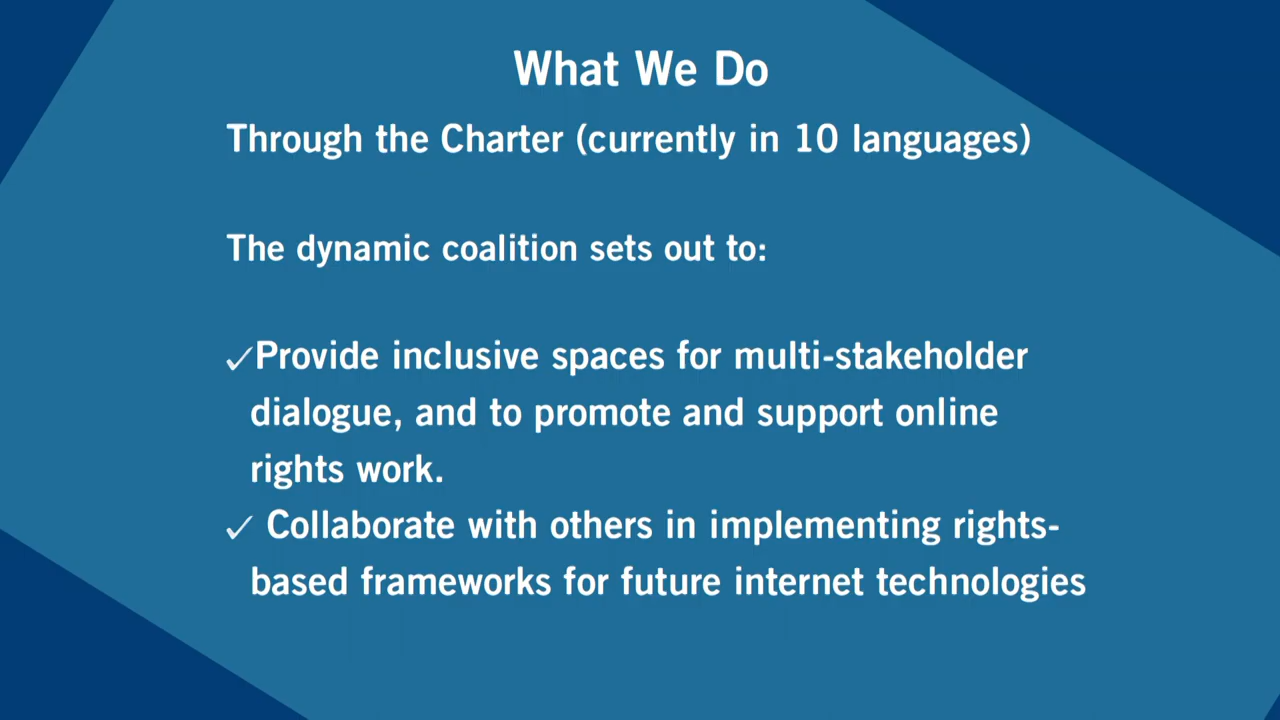 What We Do
Through the Charter (currently in 10 languages)
The dynamic coalition sets out to:
✓Provide inclusive spaces for multi-stakeholder
dialogue, and to promote and support online
rights work.
✓ Collaborate with others in implementing rights-
based frameworks for future internet technologies